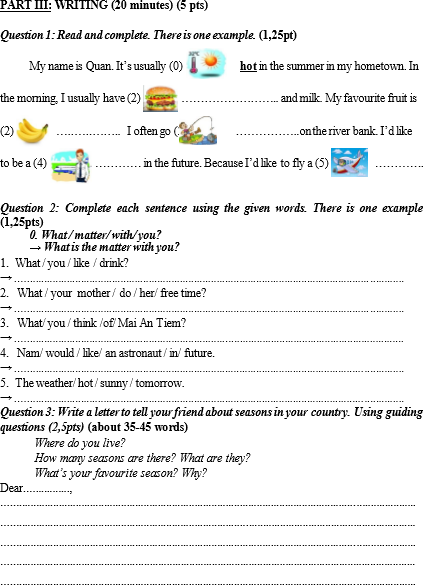 PART III: WRITING (20 minutes) (5 pts)
Question 1: Read and complete. There is one example. (1,25pt)
My name is Quan. It's usually (0) 30°C hot in the summer in my hometown. In
the morning, I usually have (2) ............................ and milk. My favourite fruit is
(2) .................... I often go ( ....................on the river bank. I'd like
to be a (4) .............. in the future. Because I'd like to fly a (5) ..............
Question 2: Complete each sentence using the given words. There is one example
(1,25pts)
0. What / matter/ with/ you?
→ What is the matter with you?
1. What / you / like / drink?
→ ....................................................................................................
2. What / your mother / do / her/ free time?
→ ....................................................................................................
3. What/ you / think /of/ Mai An Tiem?
→ ....................................................................................................
4. Nam/ would / like/ an astronaut / in/ future.
→ ....................................................................................................
5. The weather/ hot / sunny / tomorrow.
→ ....................................................................................................
Question 3: Write a letter to tell your friend about seasons in your country. Using guiding
questions (2,5pts) (about 35-45 words)
Where do you live?
How many seasons are there? What are they?
What's your favourite season? Why?
Dear................,
....................................................................................................
....................................................................................................
....................................................................................................
....................................................................................................
....................................................................................................